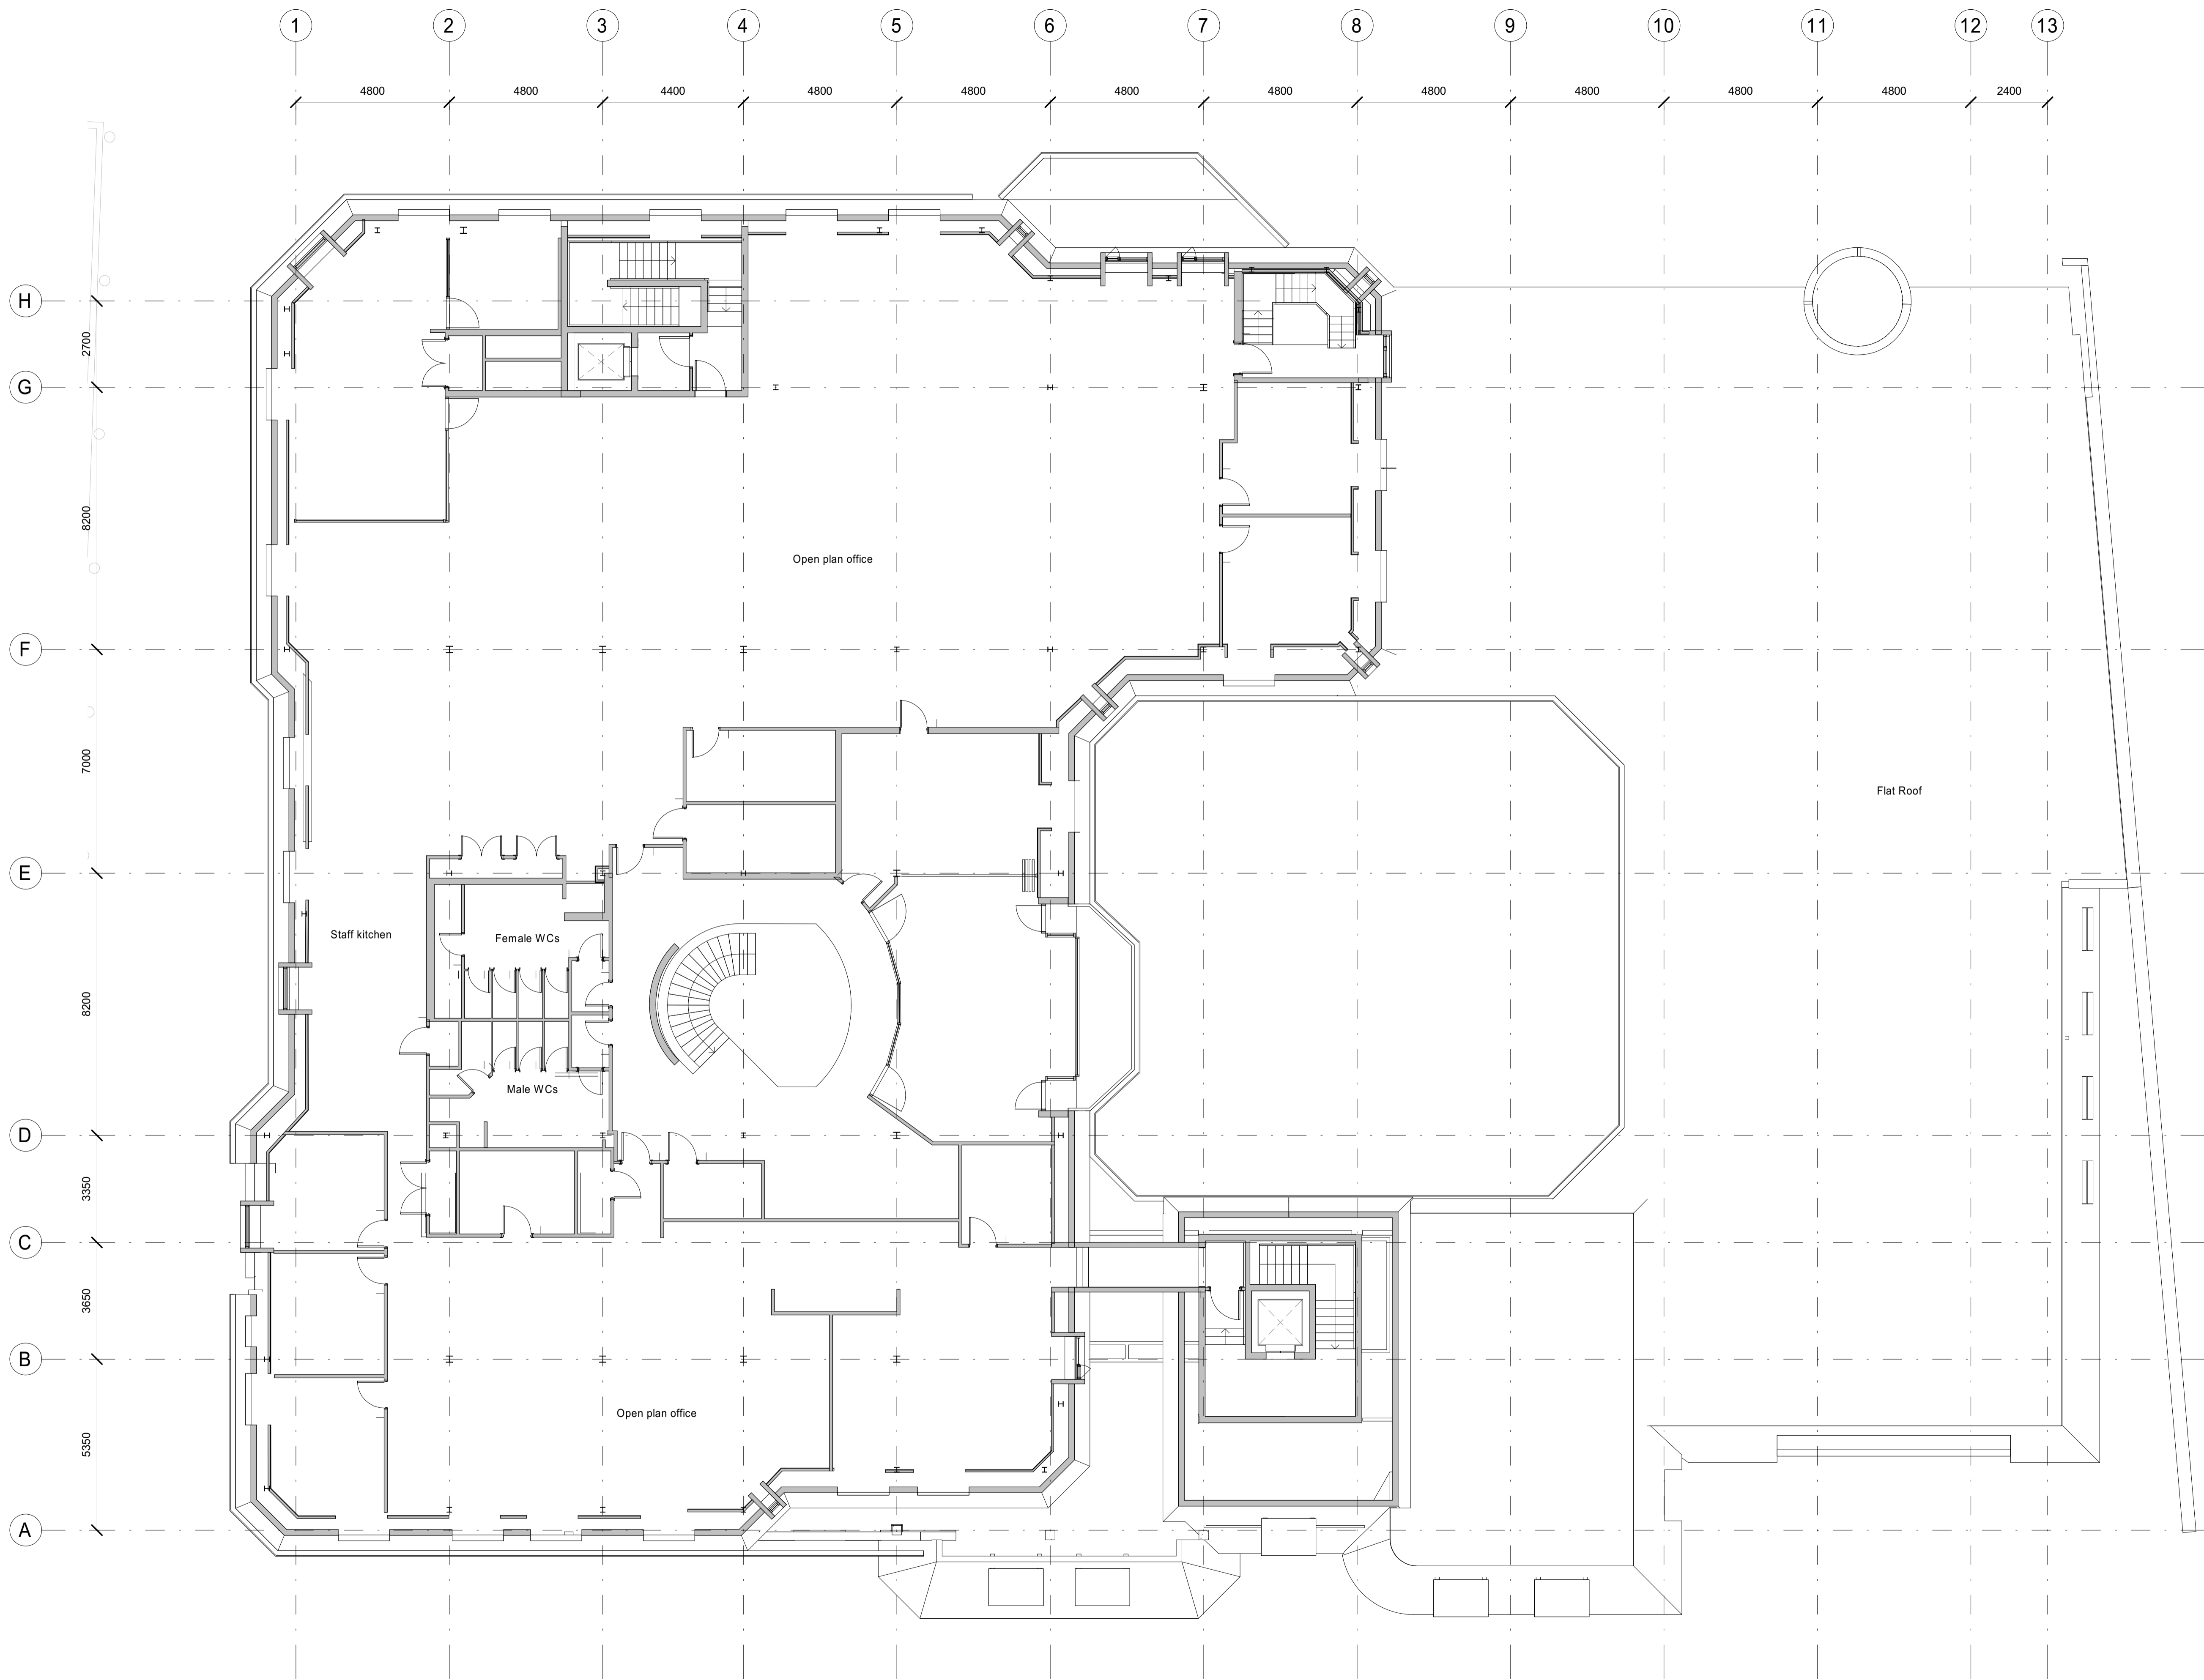 1 2 3 4 5 6 7 8 9 10 11 12 13
4800 4800 4400 4800 4800 4800 4800 4800 4800 4800 4800 2400
H
2700
G
8200
Open plan office
F
7000
Flat Roof
E
Staff kitchen
Female WCs
8200
Male WCs
D
3350
C
3650
B
Open plan office
5350
A